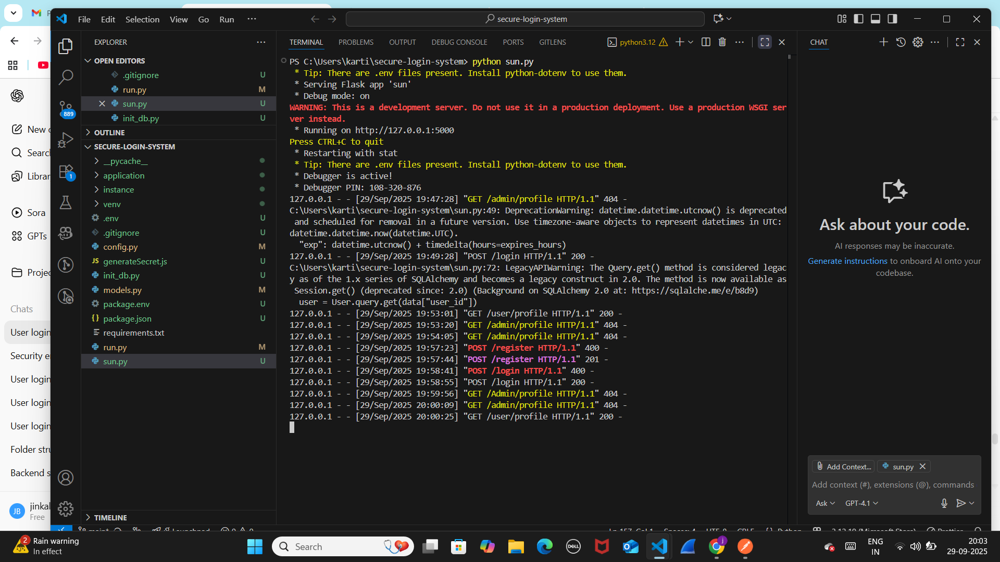 File Edit Selection View Go Run ··· secure-login-system
EXPLORER
OPEN EDITORS
.gitignore U
run.py M
sun.py U
init_db.py U
OUTLINE
SECURE-LOGIN-SYSTEM
__pycache__
application
instance
venv
.env U
.gitignore U
config.py M
JS generateSecret.js U
init_db.py U
models.py M
package.env U
{} package.json U
requirements.txt
run.py M
sun.py U
TIMELINE
889
1
TERMINAL PROBLEMS OUTPUT DEBUG CONSOLE PORTS GITLENS python3.12
PS C:\Users\karti\secure-login-system> python sun.py
* Tip: There are .env files present. Install python-dotenv to use them.
* Serving Flask app 'sun'
* Debug mode: on
WARNING: This is a development server. Do not use it in a production deployment. Use a production WSGI ser
ver instead.
* Running on http://127.0.0.1:5000
Press CTRL+C to quit
* Restarting with stat
* Tip: There are .env files present. Install python-dotenv to use them.
* Debugger is active!
* Debugger PIN: 108-320-876
127.0.0.1 - - [29/Sep/2025 19:47:28] "GET /admin/profile HTTP/1.1" 404 -
C:\Users\karti\secure-login-system\sun.py:49: DeprecationWarning: datetime.datetime.utcnow() is deprecated
and scheduled for removal in a future version. Use timezone-aware objects to represent datetimes in UTC:
datetime.datetime.now(datetime.UTC).
"exp": datetime.utcnow() + timedelta(hours=expires_hours)
127.0.0.1 - - [29/Sep/2025 19:49:28] "POST /login HTTP/1.1" 200 -
C:\Users\karti\secure-login-system\sun.py:72: LegacyAPIWarning: The Query.get() method is considered legac
y as of the 1.x series of SQLAlchemy and becomes a legacy construct in 2.0. The method is now available as
Session.get() (deprecated since: 2.0) (Background on SQLAlchemy 2.0 at: https://sqlalche.me/e/b8d9)
user = User.query.get(data["user_id"])
127.0.0.1 - - [29/Sep/2025 19:53:01] "GET /user/profile HTTP/1.1" 200 -
127.0.0.1 - - [29/Sep/2025 19:53:20] "GET /admin/profile HTTP/1.1" 404 -
127.0.0.1 - - [29/Sep/2025 19:54:05] "GET /admin/profile HTTP/1.1" 404 -
127.0.0.1 - - [29/Sep/2025 19:57:23] "POST /register HTTP/1.1" 400 -
127.0.0.1 - - [29/Sep/2025 19:57:44] "POST /register HTTP/1.1" 201 -
127.0.0.1 - - [29/Sep/2025 19:58:41] "POST /login HTTP/1.1" 400 -
127.0.0.1 - - [29/Sep/2025 19:58:55] "POST /login HTTP/1.1" 200 -
127.0.0.1 - - [29/Sep/2025 19:59:56] "GET /Admin/profile HTTP/1.1" 404 -
127.0.0.1 - - [29/Sep/2025 20:00:09] "GET /admin/profile HTTP/1.1" 404 -
127.0.0.1 - - [29/Sep/2025 20:00:25] "GET /user/profile HTTP/1.1" 200 -
CHAT
Ask about your code.
AI responses may be inaccurate.
Generate instructions to onboard AI onto your
codebase.
Add Context... sun.py
Add context (#), extensions (@), commands
Ask GPT-4.1
New
Sora
GPTs
Chats
User login
Security
User login
User login
User login
Folder
Backend
JB
Free
2 Rain warning
In effect
Search
DELL
ENG
IN
20:03
29-09-2025